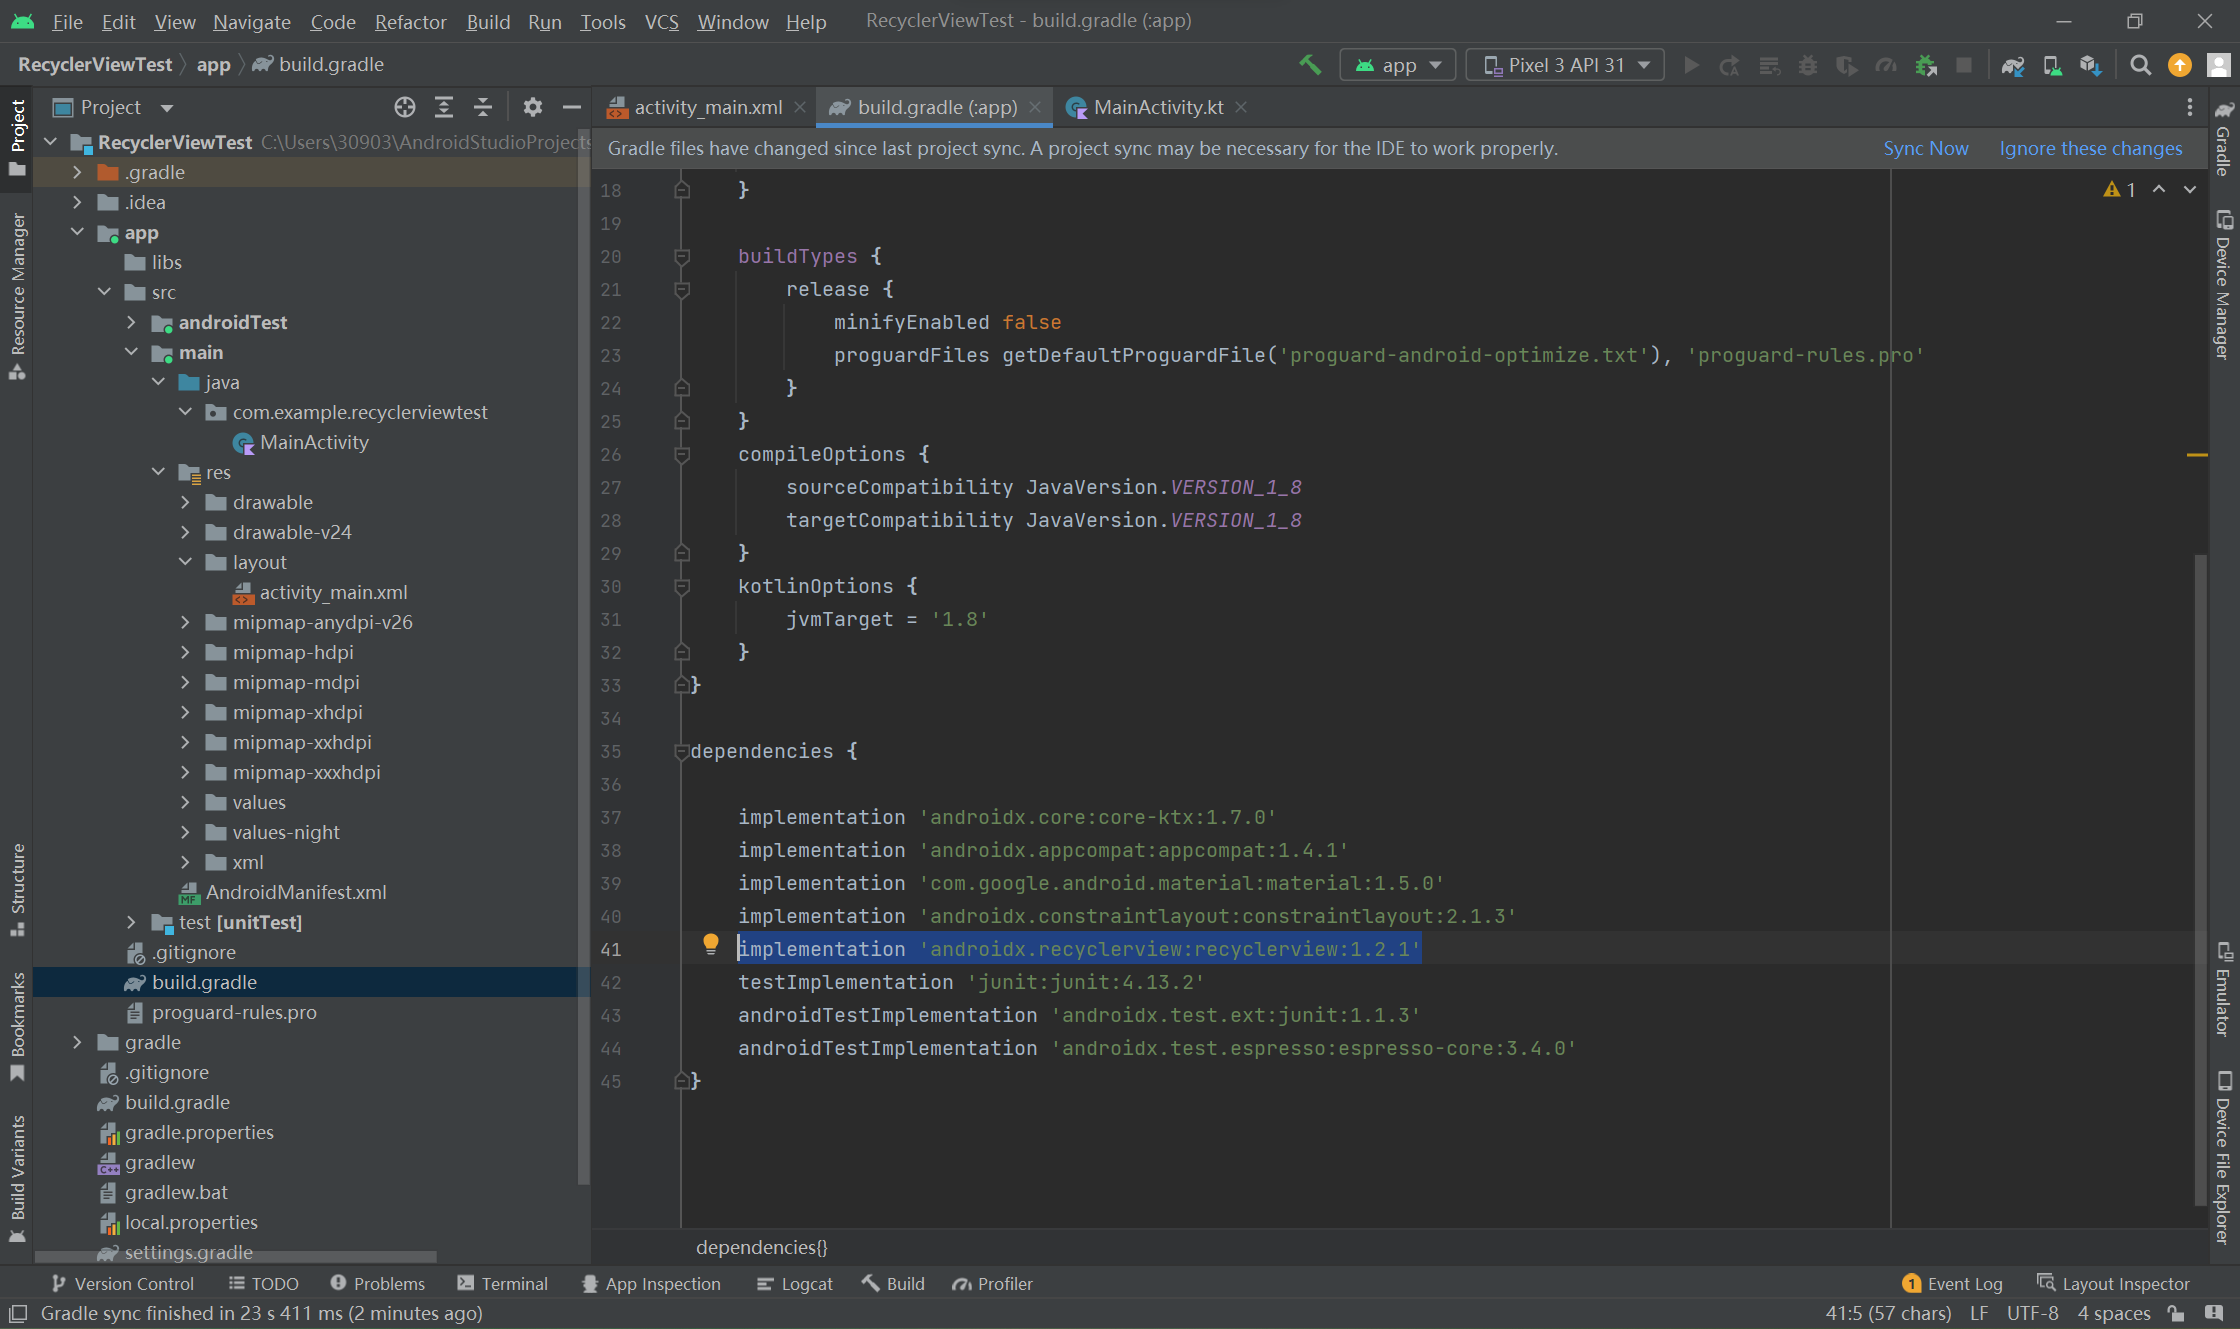 File Edit View Navigate Code Refactor Build Run Tools VCS Window Help RecyclerViewTest - build.gradle (:app)
RecyclerViewTest app build.gradle app Pixel 3 API 31
Project
activity_main.xml build.gradle (:app) MainActivity.kt
Gradle files have changed since last project sync. A project sync may be necessary for the IDE to work properly. Sync Now Ignore these changes
Project
Resource Manager
Structure
Bookmarks
Build Variants
RecyclerViewTest C:\Users\30903\AndroidStudioProjects
.gradle
.idea
app
libs
src
androidTest
main
java
com.example.recyclerviewtest
MainActivity
res
drawable
drawable-v24
layout
activity_main.xml
mipmap-anydpi-v26
mipmap-hdpi
mipmap-mdpi
mipmap-xhdpi
mipmap-xxhdpi
mipmap-xxxhdpi
values
values-night
xml
AndroidManifest.xml
test [unitTest]
.gitignore
build.gradle
proguard-rules.pro
gradle
.gitignore
build.gradle
gradle.properties
gradlew
gradlew.bat
local.properties
settings.gradle
1
18 }
19
20 buildTypes {
21 release {
22 minifyEnabled false
23 proguardFiles getDefaultProguardFile('proguard-android-optimize.txt'), 'proguard-rules.pro'
24 }
25 }
26 compileOptions {
27 sourceCompatibility JavaVersion.VERSION_1_8
28 targetCompatibility JavaVersion.VERSION_1_8
29 }
30 kotlinOptions {
31 jvmTarget = '1.8'
32 }
33 }
34
35 dependencies {
36
37 implementation 'androidx.core:core-ktx:1.7.0'
38 implementation 'androidx.appcompat:appcompat:1.4.1'
39 implementation 'com.google.android.material:material:1.5.0'
40 implementation 'androidx.constraintlayout:constraintlayout:2.1.3'
41 implementation 'androidx.recyclerview:recyclerview:1.2.1'
42 testImplementation 'junit:junit:4.13.2'
43 androidTestImplementation 'androidx.test.ext:junit:1.1.3'
44 androidTestImplementation 'androidx.test.espresso:espresso-core:3.4.0'
45 }
dependencies{}
Gradle
Device Manager
Emulator
Device File Explorer
Version Control TODO Problems Terminal App Inspection Logcat Build Profiler 1 Event Log Layout Inspector
Gradle sync finished in 23 s 411 ms (2 minutes ago) 41:5 (57 chars) LF UTF-8 4 spaces